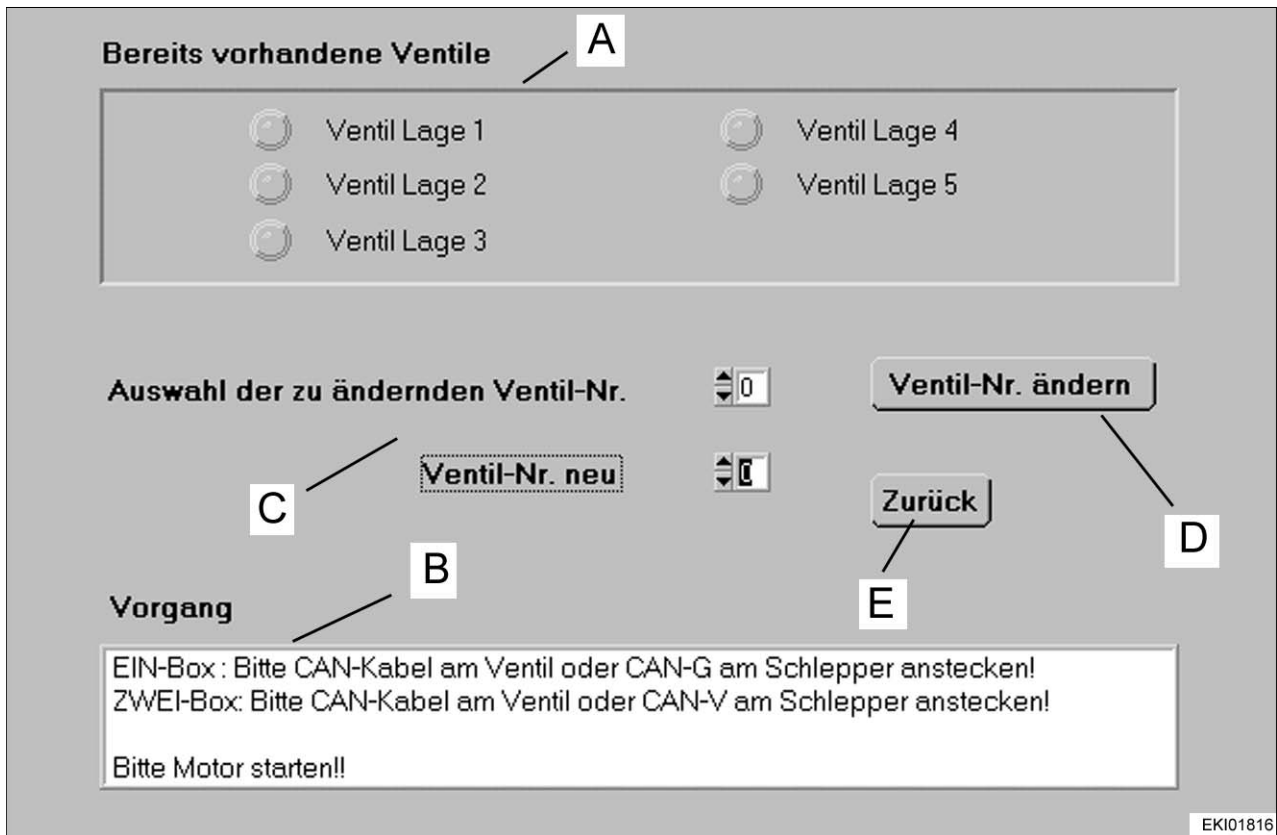 A
Bereits vorhandene Ventile
Ventil Lage 1
Ventil Lage 4
Ventil Lage 2
Ventil Lage 5
Ventil Lage 3
Auswahl der zu ändernden Ventil-Nr.
0
Ventil-Nr. ändern
Ventil-Nr. neu
0
C
Zurück
D
B
E
Vorgang
EIN-Box : Bitte CAN-Kabel am Ventil oder CAN-G am Schlepper anstecken!
ZWEI-Box: Bitte CAN-Kabel am Ventil oder CAN-V am Schlepper anstecken!
Bitte Motor starten!!
EKI01816